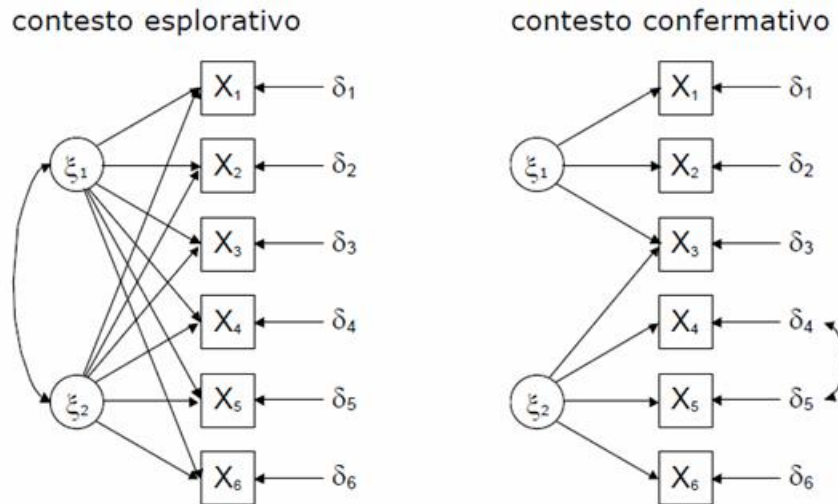 contesto esplorativo
contesto confermativo
X₁ δ₁
ξ₁ X₂ δ₂
X₃ δ₃
X₄ δ₄
ξ₂ X₅ δ₅
X₆ δ₆
X₁ δ₁
ξ₁ X₂ δ₂
X₃ δ₃
X₄ δ₄
ξ₂ X₅ δ₅
X₆ δ₆